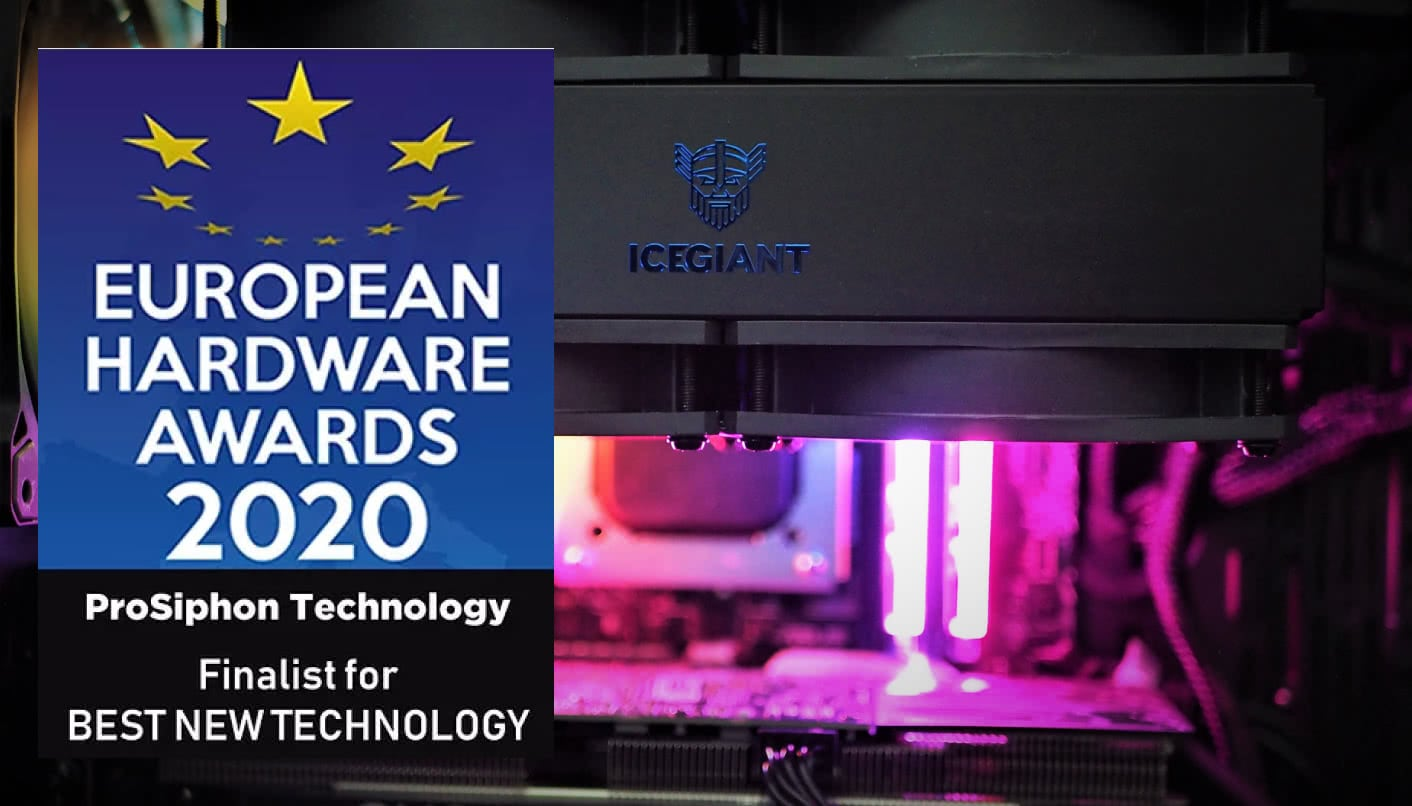 EUROPEAN
HARDWARE
AWARDS
2020
ProSiphon Technology
Finalist for
BEST NEW TECHNOLOGY
ICEGIANT